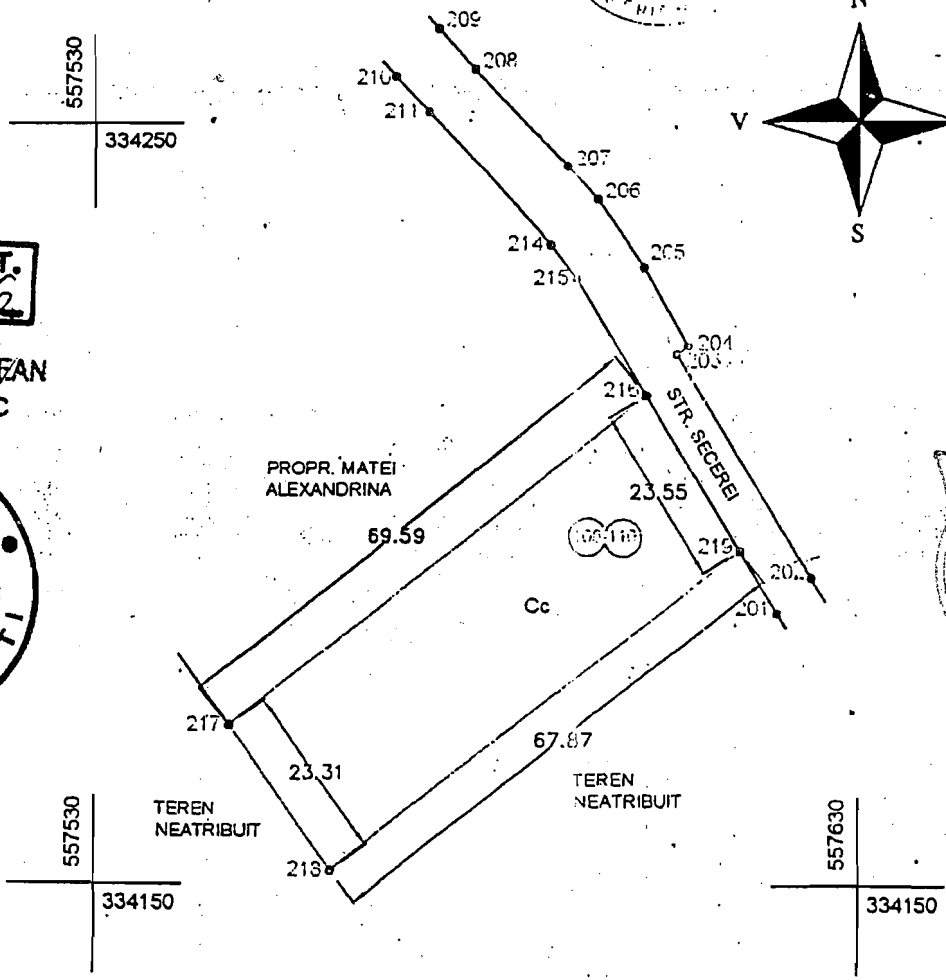 209
N
208
210
557530
211
V
334250
207
206
S
214
205
215
T.
2
204
203
216
STR. SECEREI
PROPR. MATEI
ALEXANDRINA
23.55
69.59
219
Cc
201
217
67.87
23.31
TEREN
NEATRIBUIT
TEREN
NEATRIBUIT
557530
557630
218
334150
334150